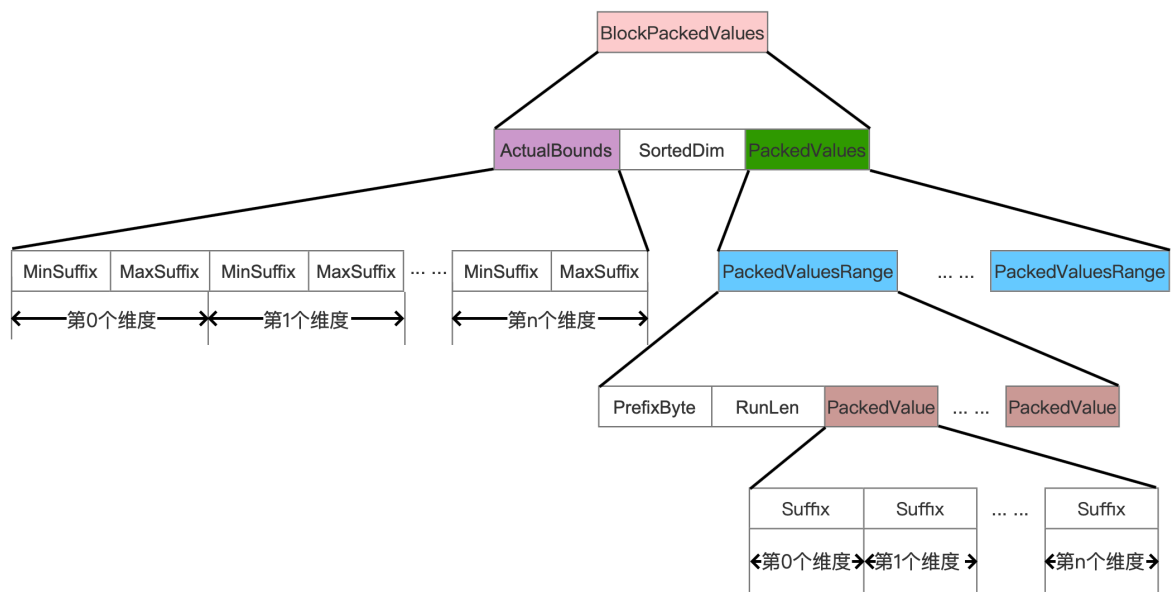 BlockPackedValues
ActualBounds SortedDim PackedValues
MinSuffix MaxSuffix MinSuffix MaxSuffix ... ... MinSuffix MaxSuffix
PackedValuesRange ... ... PackedValuesRange
第0个维度 第1个维度 第n个维度
PrefixByte RunLen PackedValue ... ... PackedValue
Suffix Suffix ... ... Suffix
第0个维度 第1个维度 第n个维度